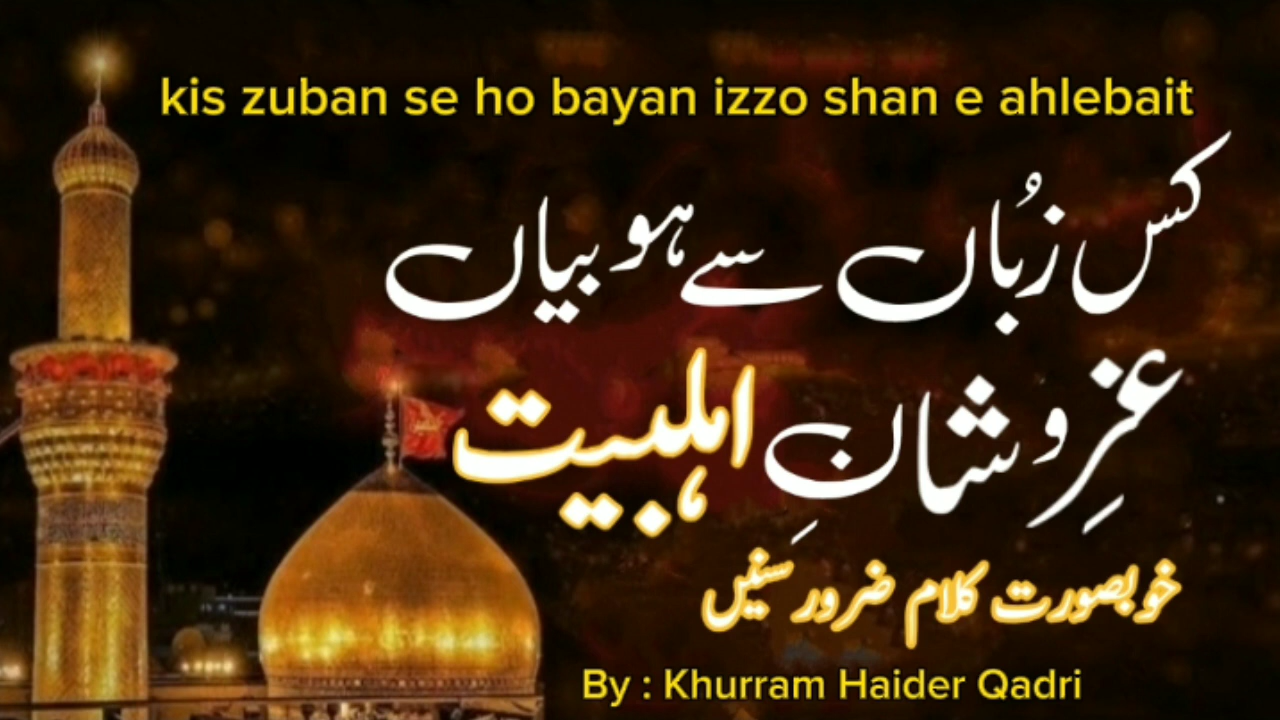 kis zuban se ho bayan izzo shan e ahlebait
کس زُباں سے ہو بیاں
عِزّ و شانِ اہلبیت
خوبصورت کلام ضرور سنیں
By : Khurram Haider Qadri